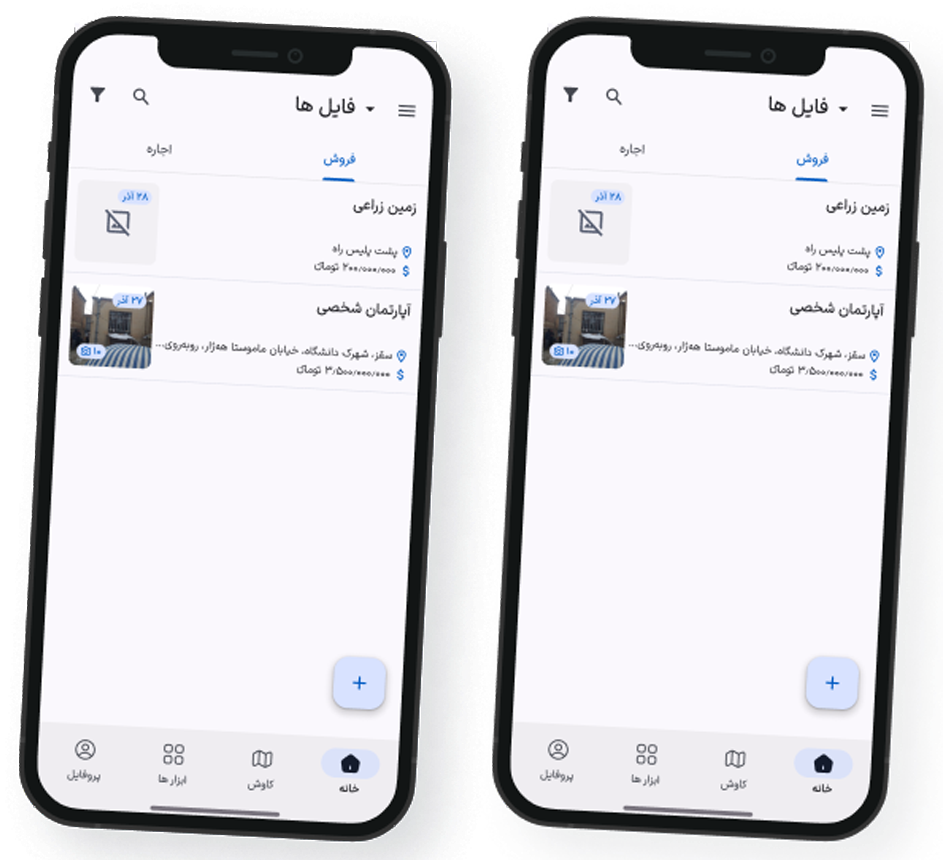 فایل ها
فروش
اجاره
زمین زراعی
۲۸ آذر
پشت پلیس راه
۲۰۰/۰۰۰/۰۰۰ تومان
آپارتمان شخصی
۲۷ آذر
سقز، شهرک دانشگاه، خیابان ماموستا هەژار، روبەروی...
۱۰
۳/۵۰۰/۰۰۰/۰۰۰ تومان
خانه
کاوش
ابزار ها
پروفایل
فایل ها
فروش
اجاره
زمین زراعی
۲۸ آذر
پشت پلیس راه
۲۰۰/۰۰۰/۰۰۰ تومان
آپارتمان شخصی
۲۷ آذر
سقز، شهرک دانشگاه، خیابان ماموستا هەژار، روبەروی...
۱۰
۳/۵۰۰/۰۰۰/۰۰۰ تومان
خانه
کاوش
ابزار ها
پروفایل